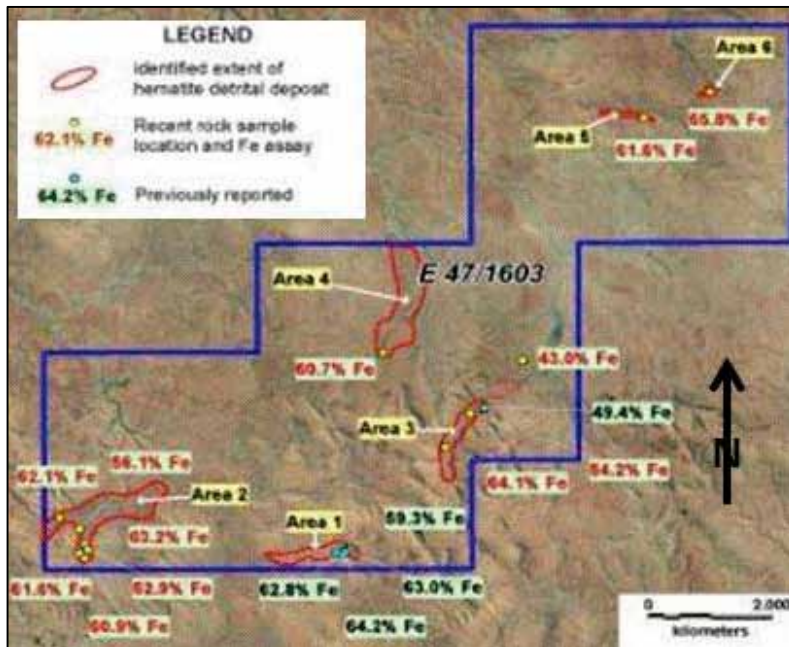 LEGEND
identified extent of
hematite detrital deposit
Recent rock sample
location and Fe assay
62.1% Fe
64.2% Fe
Previously reported
Area 6
65.8% Fe
Area 5
61.6% Fe
E 47/1603
Area 4
60.7% Fe
43.0% Fe
49.4% Fe
Area 3
54.2% Fe
64.1% Fe
59.3% Fe
N
56.1% Fe
62.1% Fe
Area 2
63.2% Fe
Area 1
61.6% Fe
62.9% Fe
62.8% Fe
63.0% Fe
60.9% Fe
64.2% Fe
0 2.000
kilometers